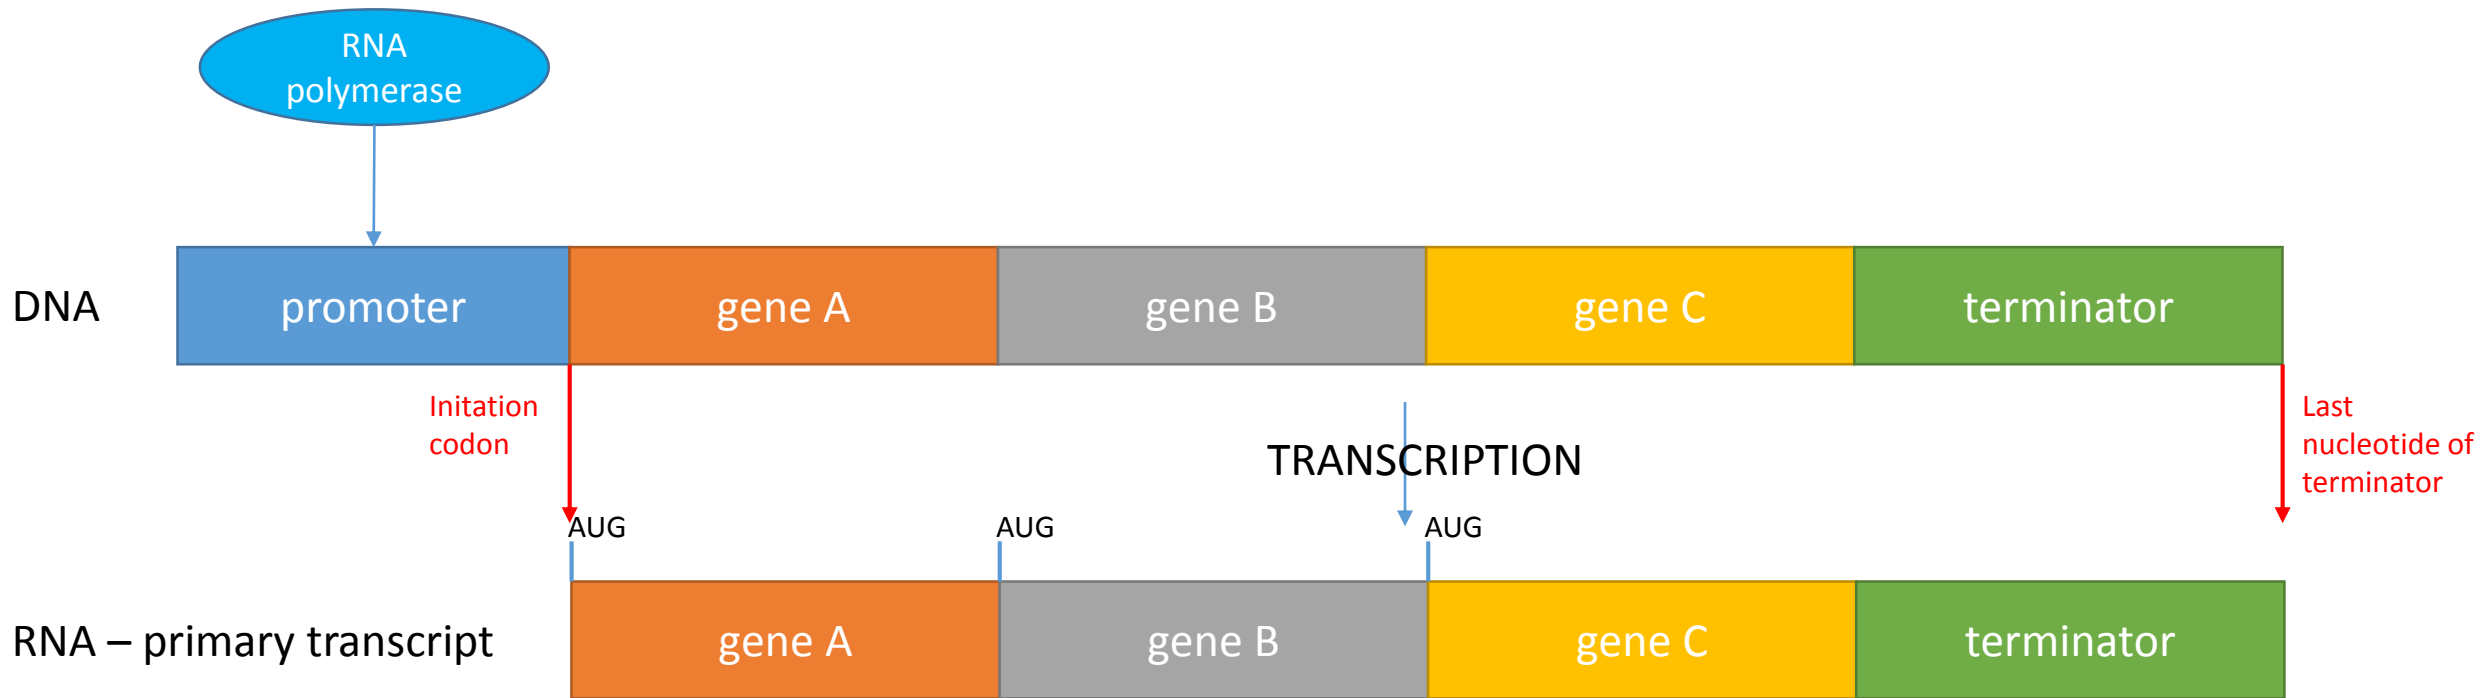 RNA
polymerase
DNA
promoter
gene A
gene B
gene C
terminator
Initation
codon
TRANSCRIPTION
Last
nucleotide of
terminator
AUG
AUG
AUG
RNA – primary transcript
gene A
gene B
gene C
terminator